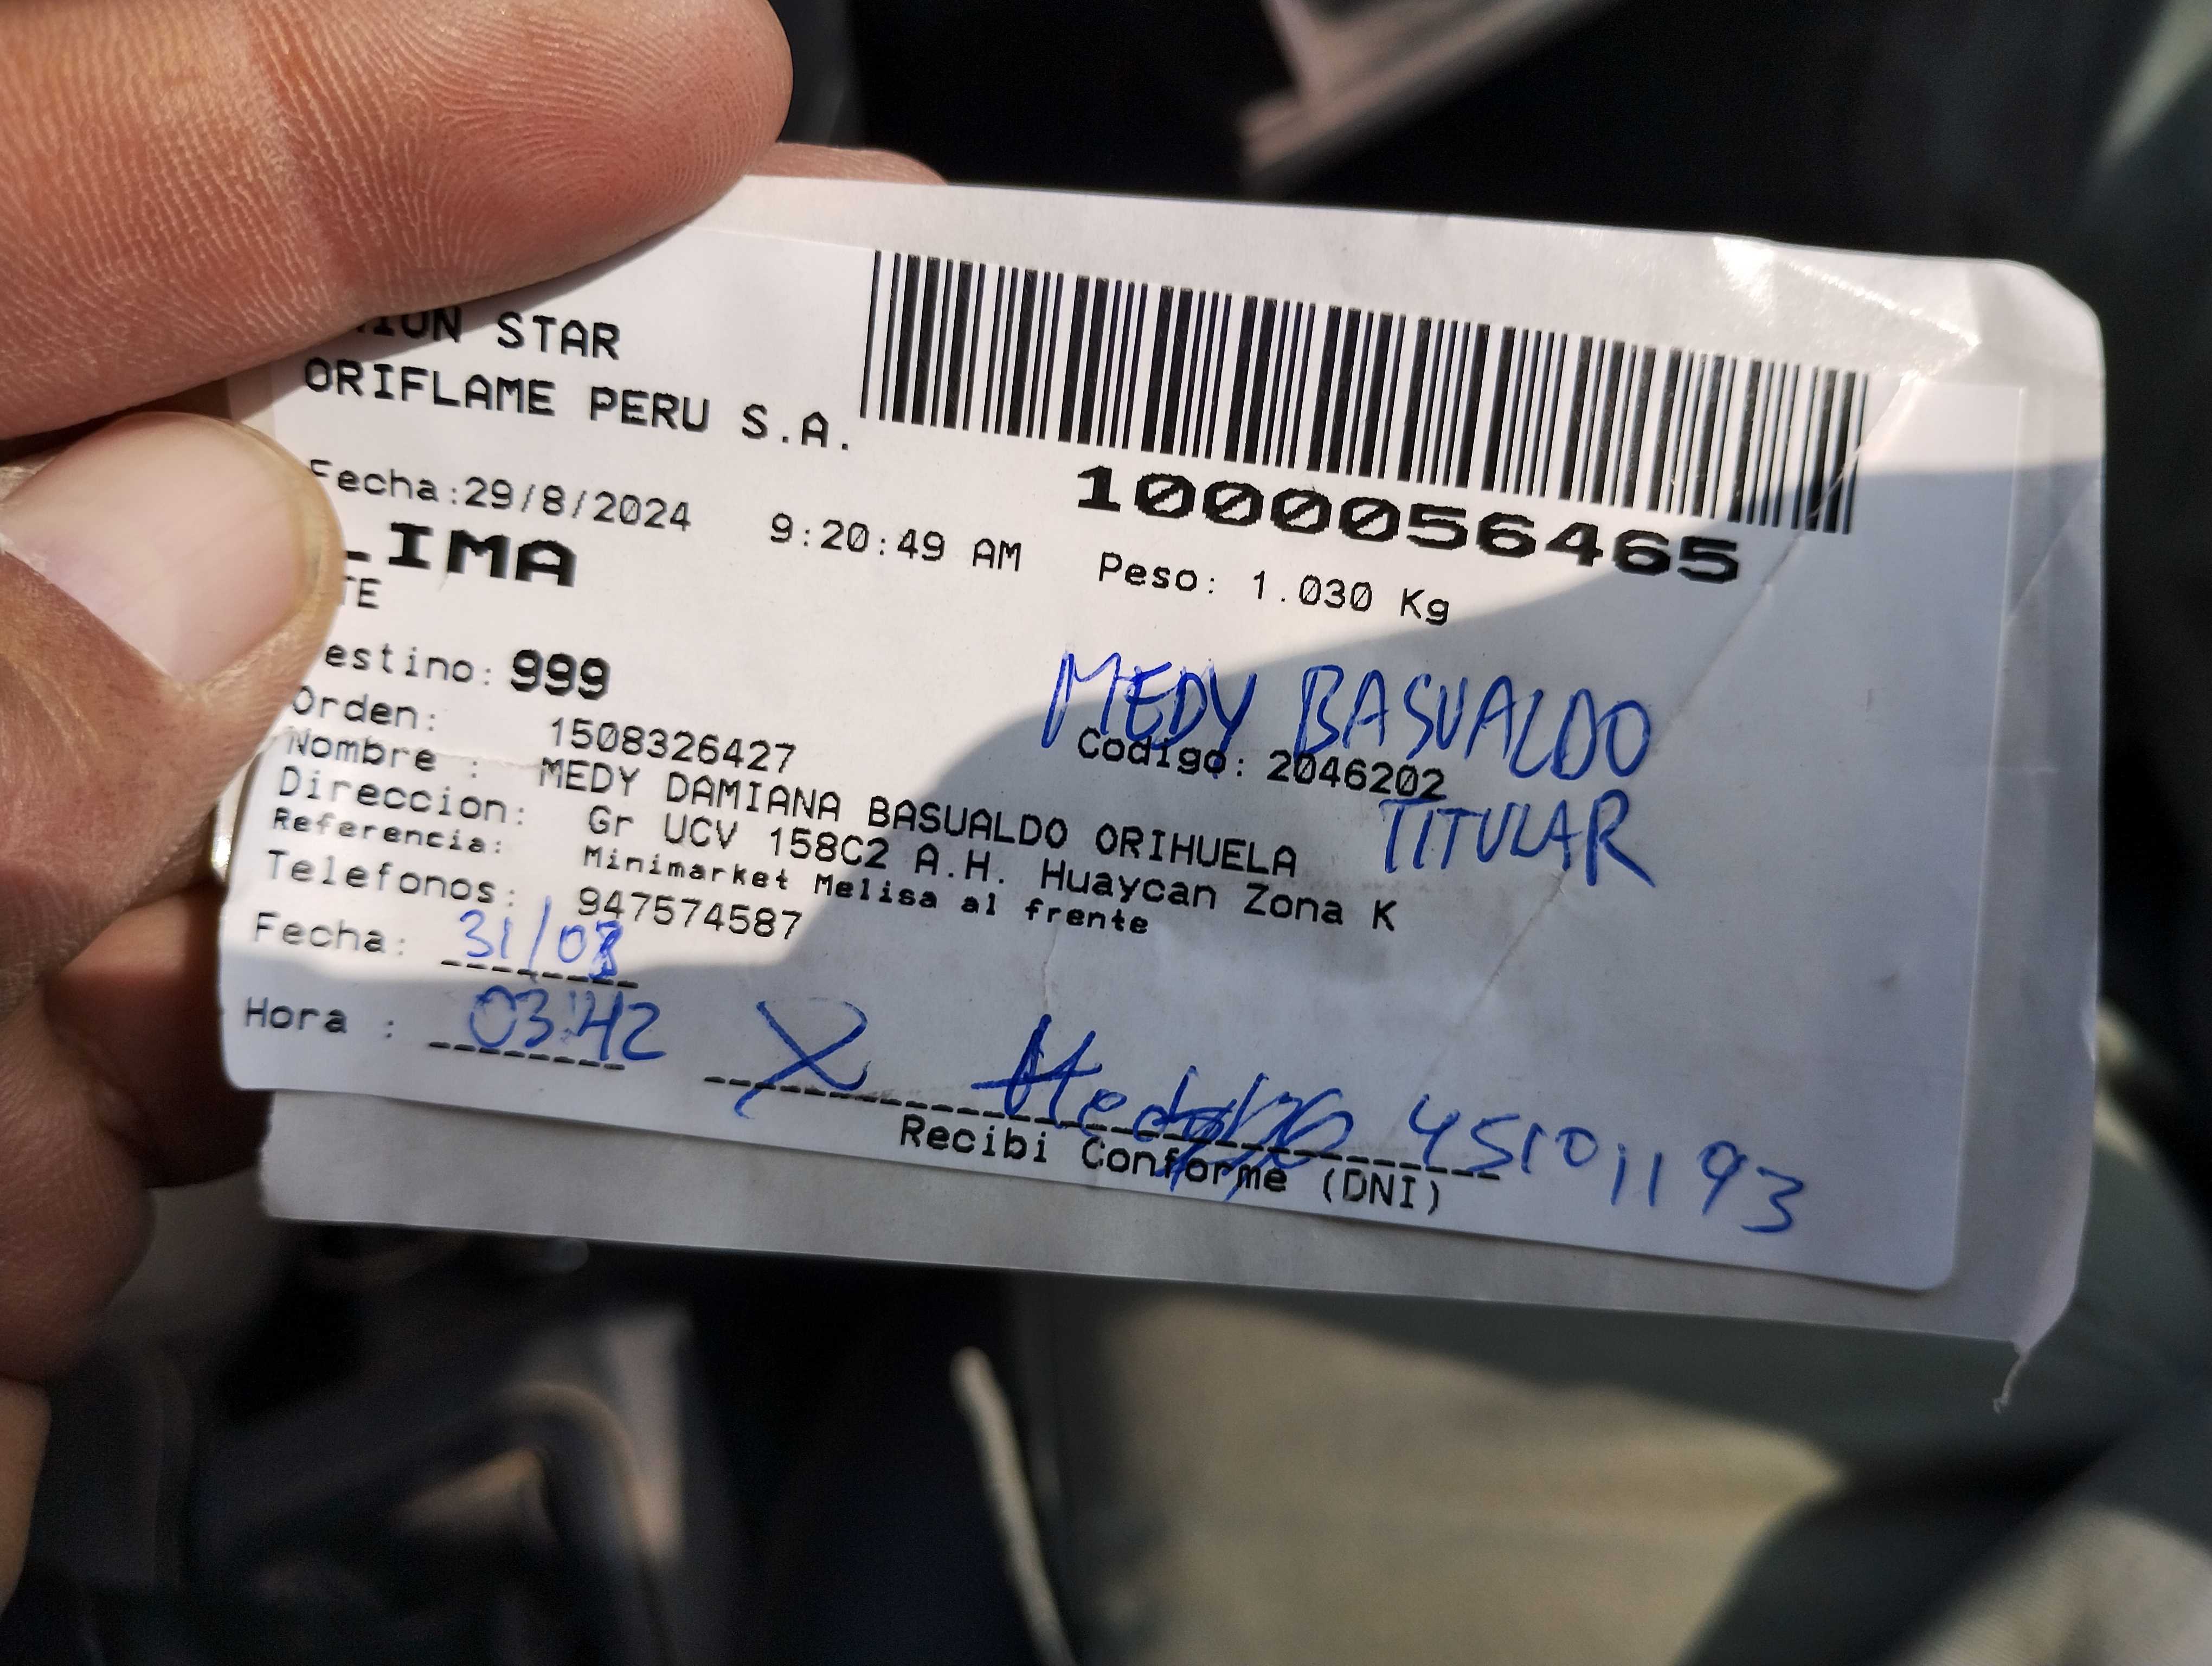 STAR
ORIFLAME PERU S.A.
1000056465
Fecha:29/8/2024 9:20:49 AM Peso: 1.030 Kg
LIMA
TE
estino: 999
MEDY BASUALDO
Orden: 1508326427 Codigo: 2046202
TITULAR
Nombre : MEDY DAMIANA BASUALDO ORIHUELA
Direccion: Gr UCV 158C2 A.H. Huaycan Zona K
Referencia: Minimarket Melisa al frente
Telefonos: 947574587
Fecha: 31/08
Hora : 03:42
X 45101193
Recibi Conforme (DNI)